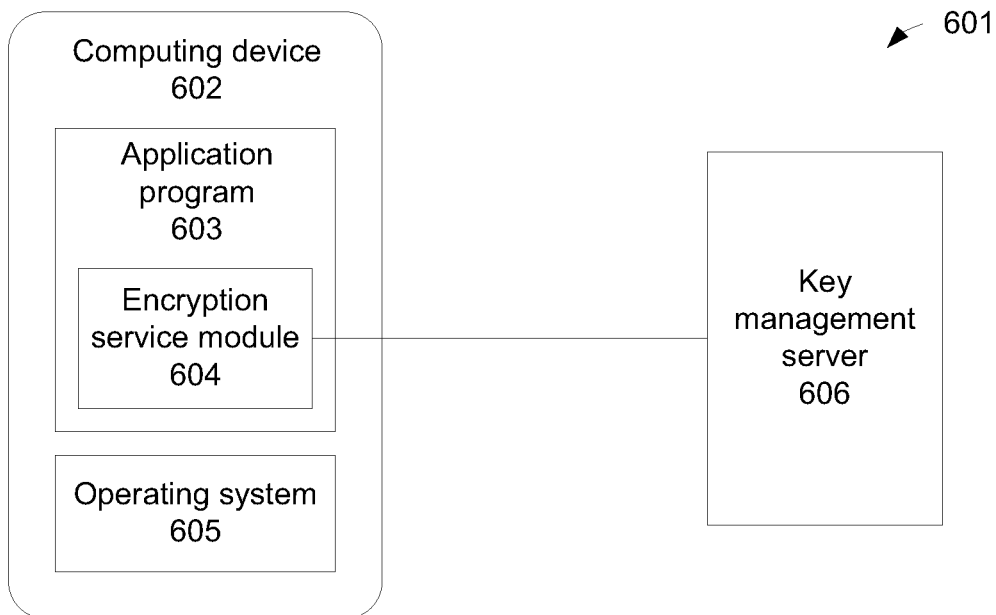 601
Computing device
602
Application
program
603
Encryption
service module
604
Operating system
605
Key
management
server
606